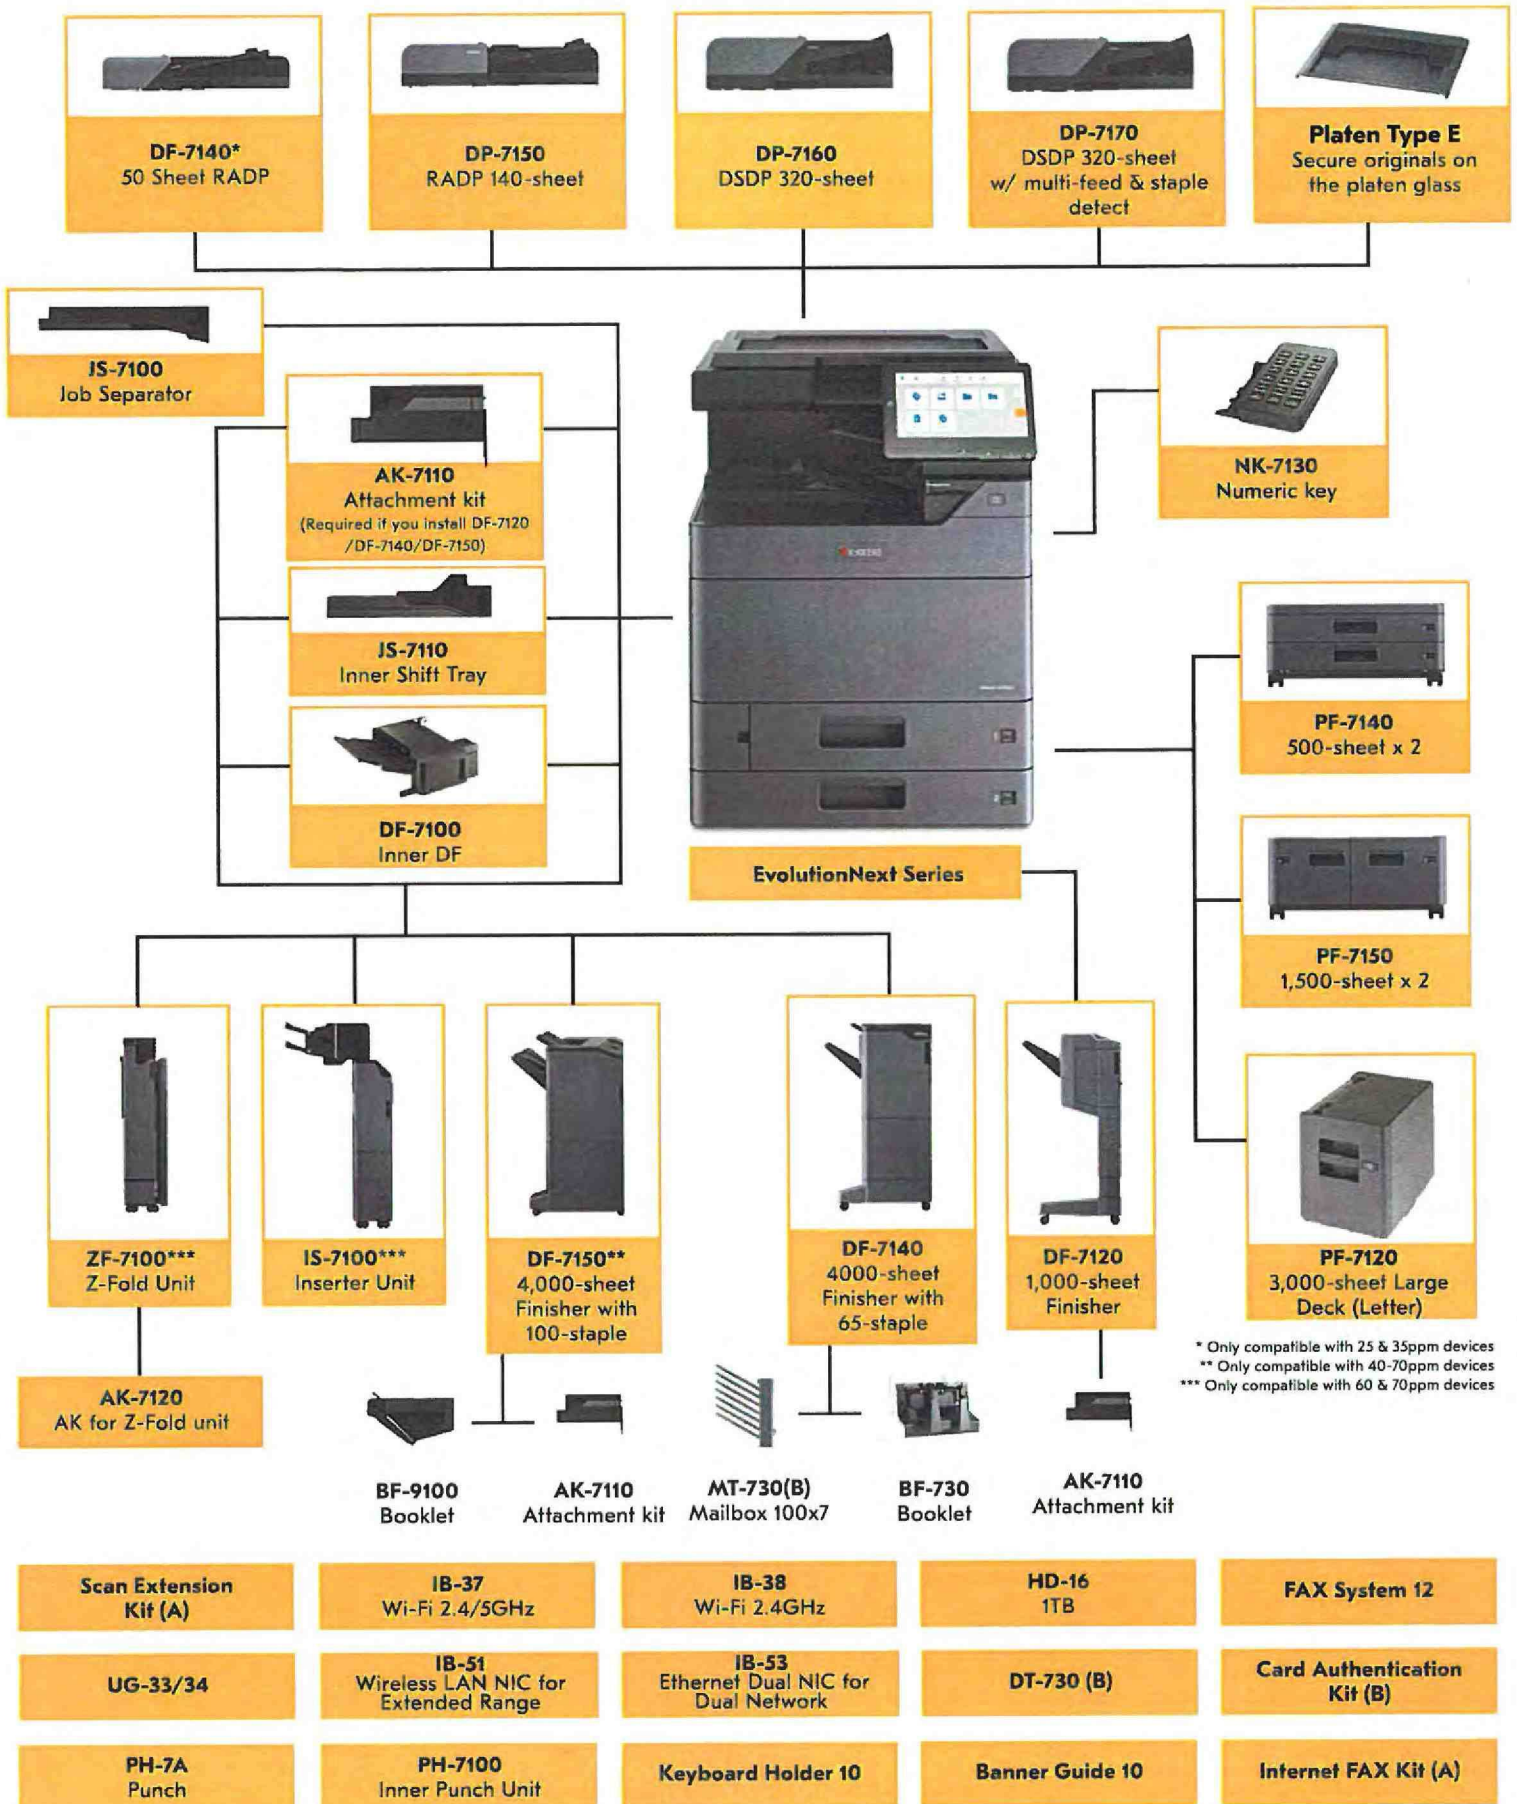 DF-7140*
50 Sheet RADP
DP-7150
RADP 140-sheet
DP-7160
DSDP 320-sheet
DP-7170
DSDP 320-sheet
w/ multi-feed & staple
detect
Platen Type E
Secure originals on
the platen glass
JS-7100
Job Separator
AK-7110
Attachment kit
(Required if you install DF-7120
/DF-7140/DF-7150)
NK-7130
Numeric key
JS-7110
Inner Shift Tray
DF-7100
Inner DF
PF-7140
500-sheet x 2
EvolutionNext Series
PF-7150
1,500-sheet x 2
ZF-7100***
Z-Fold Unit
IS-7100***
Inserter Unit
DF-7150**
4,000-sheet
Finisher with
100-staple
DF-7140
4000-sheet
Finisher with
65-staple
DF-7120
1,000-sheet
Finisher
PF-7120
3,000-sheet Large
Deck (Letter)
* Only compatible with 25 & 35ppm devices
** Only compatible with 40-70ppm devices
*** Only compatible with 60 & 70ppm devices
AK-7120
AK for Z-Fold unit
BF-9100
Booklet
AK-7110
Attachment kit
MT-730(B)
Mailbox 100x7
BF-730
Booklet
AK-7110
Attachment kit
Scan Extension
Kit (A)
IB-37
Wi-Fi 2.4/5GHz
IB-38
Wi-Fi 2.4GHz
HD-16
1TB
FAX System 12
UG-33/34
IB-51
Wireless LAN NIC for
Extended Range
IB-53
Ethernet Dual NIC for
Dual Network
DT-730 (B)
Card Authentication
Kit (B)
PH-7A
Punch
PH-7100
Inner Punch Unit
Keyboard Holder 10
Banner Guide 10
Internet FAX Kit (A)